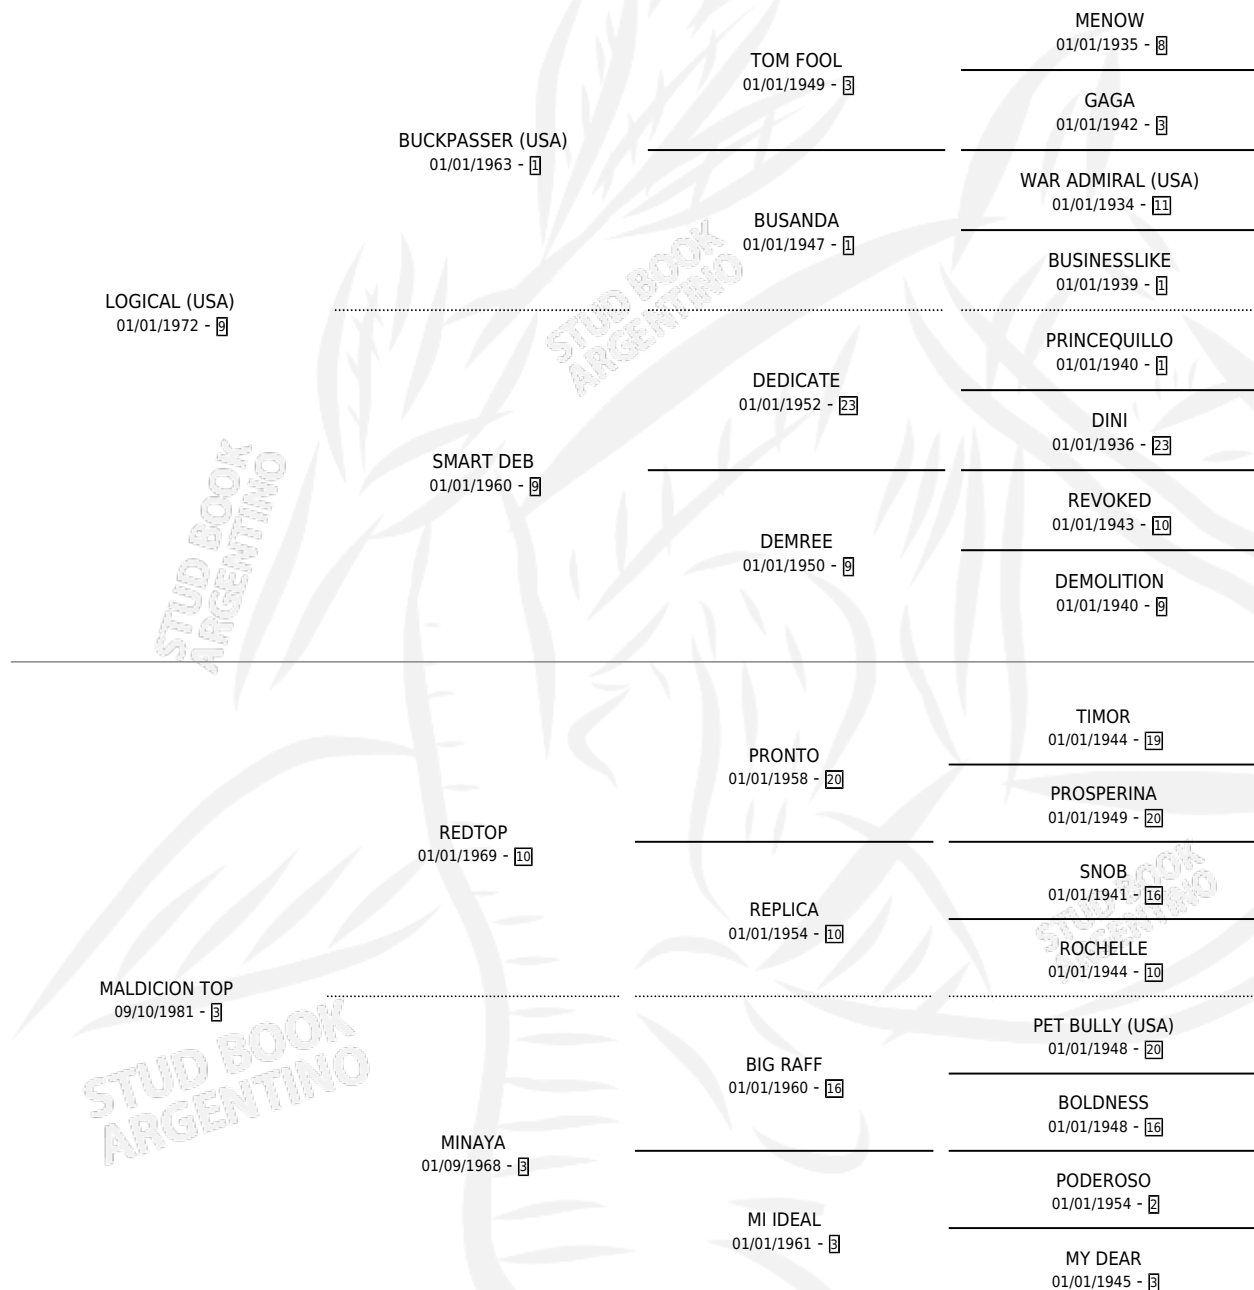 MENOW
01/01/1935 - 8
TOM FOOL
01/01/1949 - 3
GAGA
01/01/1942 - 3
BUCKPASSER (USA)
01/01/1963 - 1
WAR ADMIRAL (USA)
01/01/1934 - 11
BUSANDA
01/01/1947 - 1
BUSINESSLIKE
01/01/1939 - 1
LOGICAL (USA)
01/01/1972 - 9
PRINCEQUILLO
01/01/1940 - 1
DEDICATE
01/01/1952 - 23
DINI
01/01/1936 - 23
SMART DEB
01/01/1960 - 9
REVOKED
01/01/1943 - 10
DEMREE
01/01/1950 - 9
DEMOLITION
01/01/1940 - 9
TIMOR
01/01/1944 - 19
PRONTO
01/01/1958 - 20
PROSPERINA
01/01/1949 - 20
REDTOP
01/01/1969 - 10
SNOB
01/01/1941 - 16
REPLICA
01/01/1954 - 10
ROCHELLE
01/01/1944 - 10
MALDICION TOP
09/10/1981 - 3
PET BULLY (USA)
01/01/1948 - 20
BIG RAFF
01/01/1960 - 16
BOLDNESS
01/01/1948 - 16
MINAYA
01/09/1968 - 3
PODEROSO
01/01/1954 - 2
MI IDEAL
01/01/1961 - 3
MY DEAR
01/01/1945 - 3
STUD BOOK
ARGENTINO
STUD BOOK
ARGENTINO
STUD BOOK
ARGENTINO
STUD BOOK
ARGENTINO